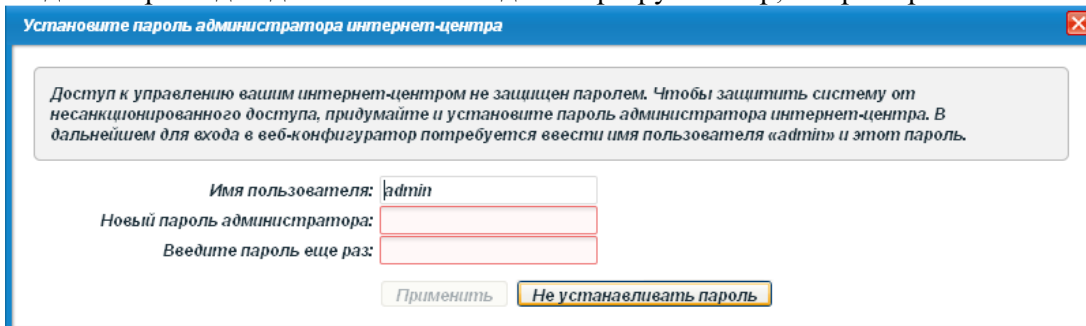 Установите пароль администратора интернет-центра
Доступ к управлению вашим интернет-центром не защищен паролем. Чтобы защитить систему от
несанкционированного доступа, придумайте и установите пароль администратора интернет-центра. В
дальнейшем для входа в веб-конфигуратор потребуется ввести имя пользователя «admin» и этот пароль.
Имя пользователя: admin
Новый пароль администратора:
Введите пароль еще раз:
Применить Не устанавливать пароль